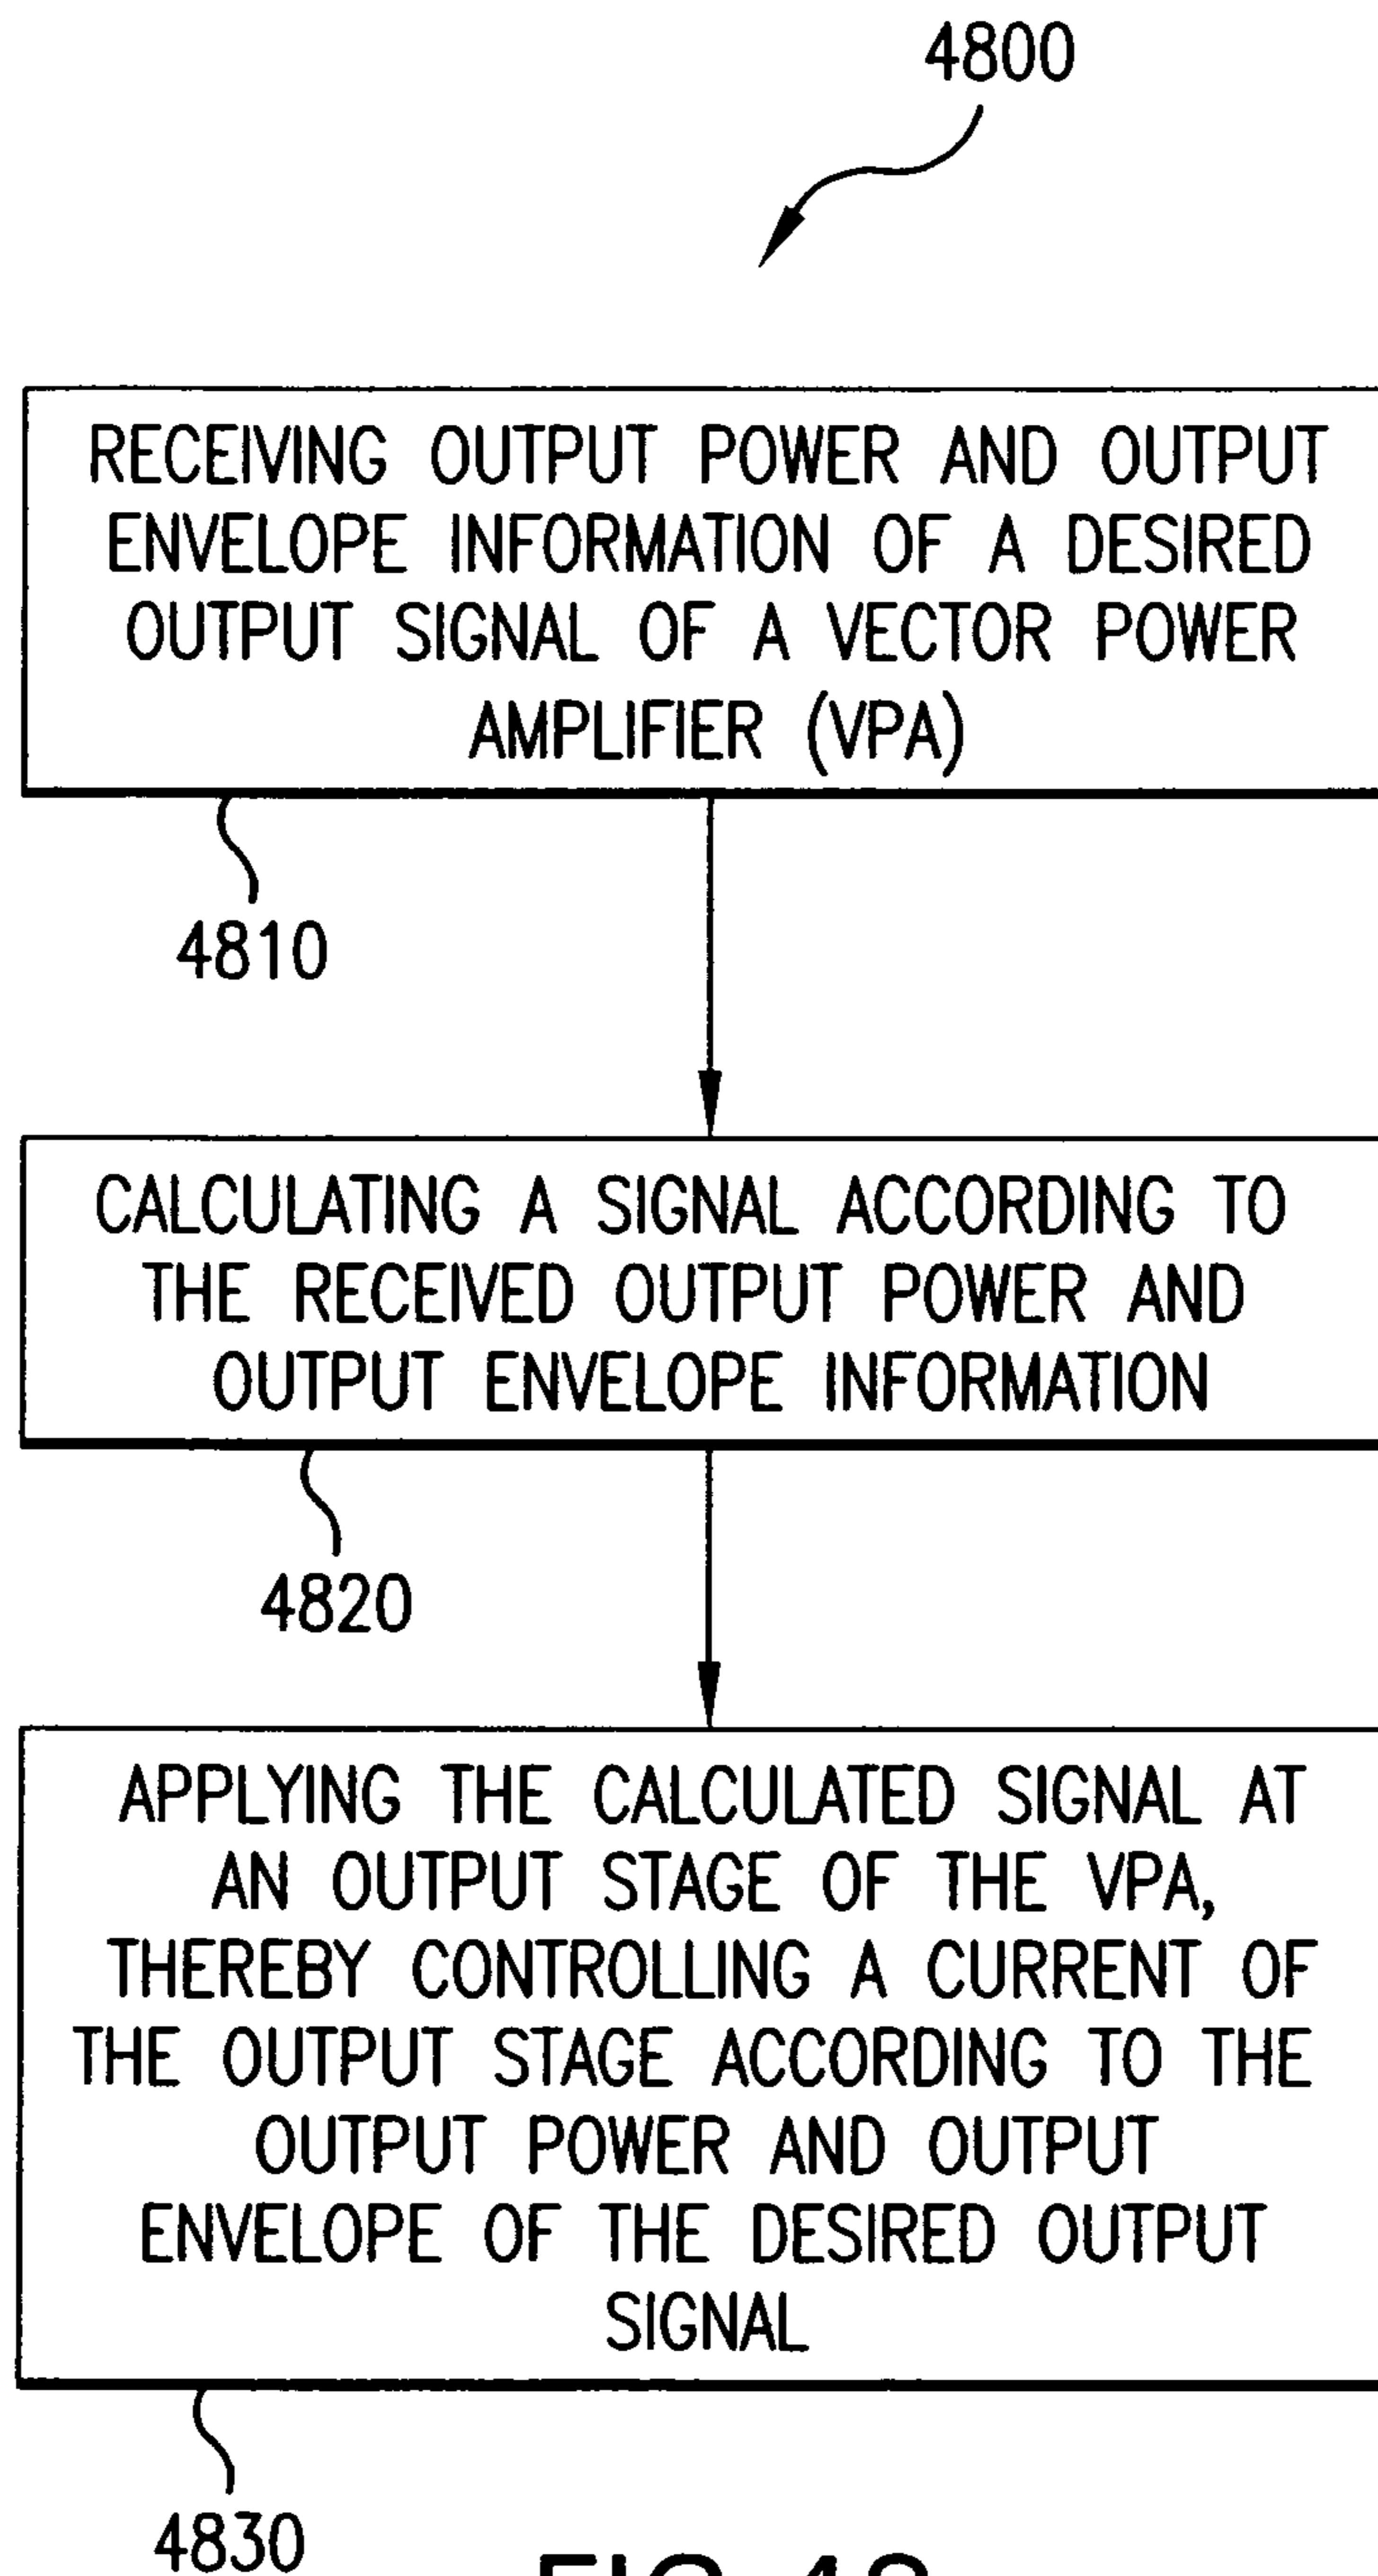 4800
RECEIVING OUTPUT POWER AND OUTPUT
ENVELOPE INFORMATION OF A DESIRED
OUTPUT SIGNAL OF A VECTOR POWER
AMPLIFIER (VPA)
4810
CALCULATING A SIGNAL ACCORDING TO
THE RECEIVED OUTPUT POWER AND
OUTPUT ENVELOPE INFORMATION
4820
APPLYING THE CALCULATED SIGNAL AT
AN OUTPUT STAGE OF THE VPA,
THEREBY CONTROLLING A CURRENT OF
THE OUTPUT STAGE ACCORDING TO THE
OUTPUT POWER AND OUTPUT
ENVELOPE OF THE DESIRED OUTPUT
SIGNAL
4830